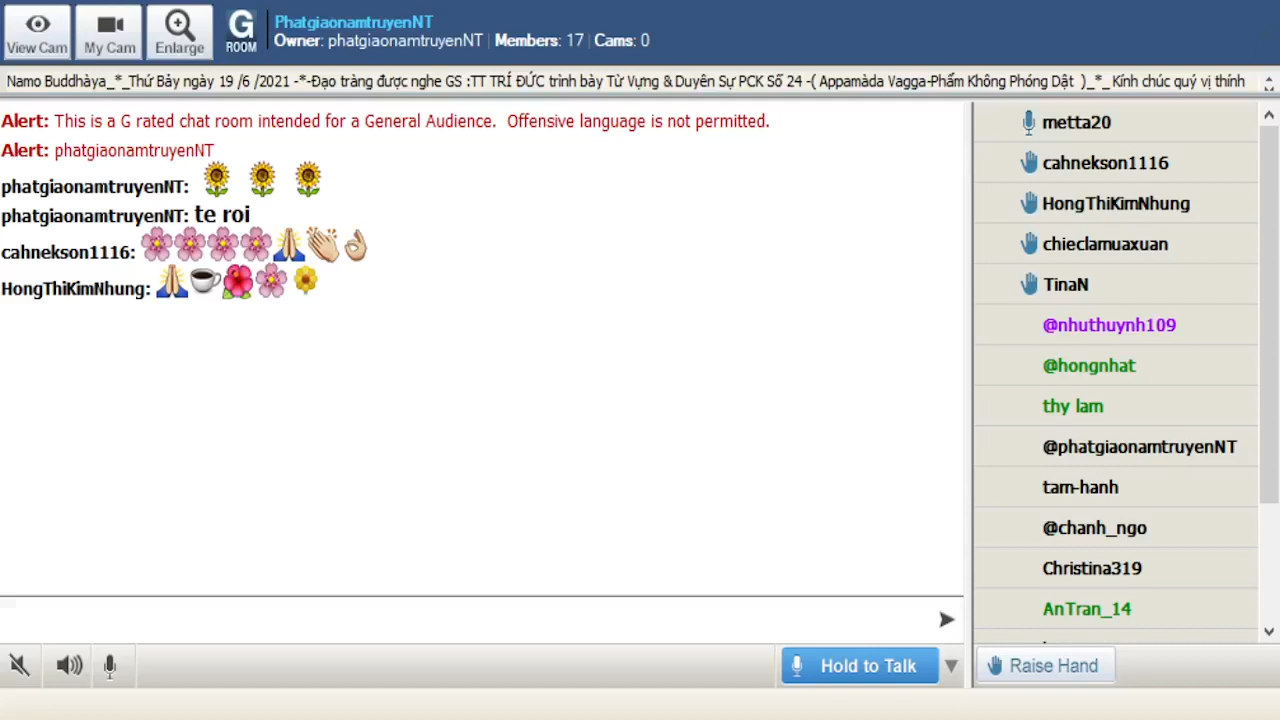 View Cam
My Cam
Enlarge
G
ROOM
PhatgiaonamtruyenNT
Owner: phatgiaonamtruyenNT | Members: 17 | Cams: 0
Namo Buddhàya_*_Thứ Bảy ngày 19 /6 /2021 -*-Đạo tràng được nghe GS :TT TRÍ ĐỨC trình bày Từ Vựng & Duyên Sự PCK Số 24 -( Appamàda Vagga-Phẩm Không Phóng Dật )_*_ Kính chúc quý vị thính
Alert: This is a G rated chat room intended for a General Audience. Offensive language is not permitted.
Alert: phatgiaonamtruyenNT
phatgiaonamtruyenNT:
phatgiaonamtruyenNT: te roi
cahnekson1116:
HongThiKimNhung:
metta20
cahnekson1116
HongThiKimNhung
chieclamuaxuan
TinaN
@nhuthuynh109
@hongnhat
thy lam
@phatgiaonamtruyenNT
tam-hanh
@chanh_ngo
Christina319
AnTran_14
Hold to Talk
Raise Hand